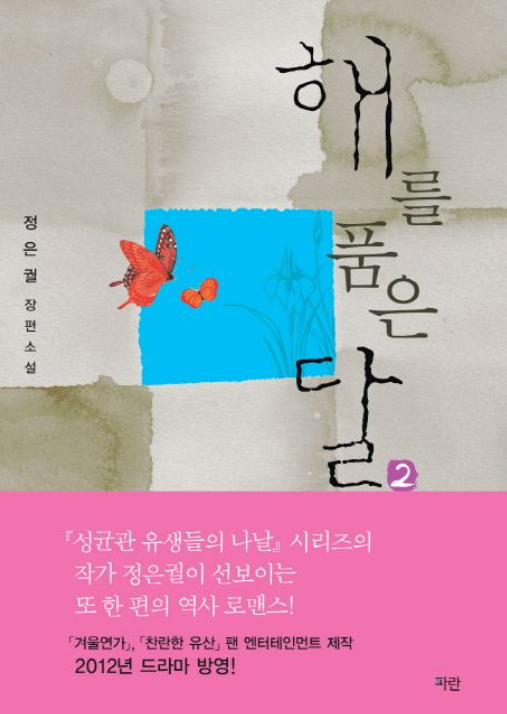 해를
품은
달
2
정은궐 장편소설
『성균관 유생들의 나날』 시리즈의
작가 정은궐이 선보이는
또 한 편의 역사 로맨스!
「겨울연가」, 「찬란한 유산」 팬 엔터테인먼트 제작
2012년 드라마 방영!
파란